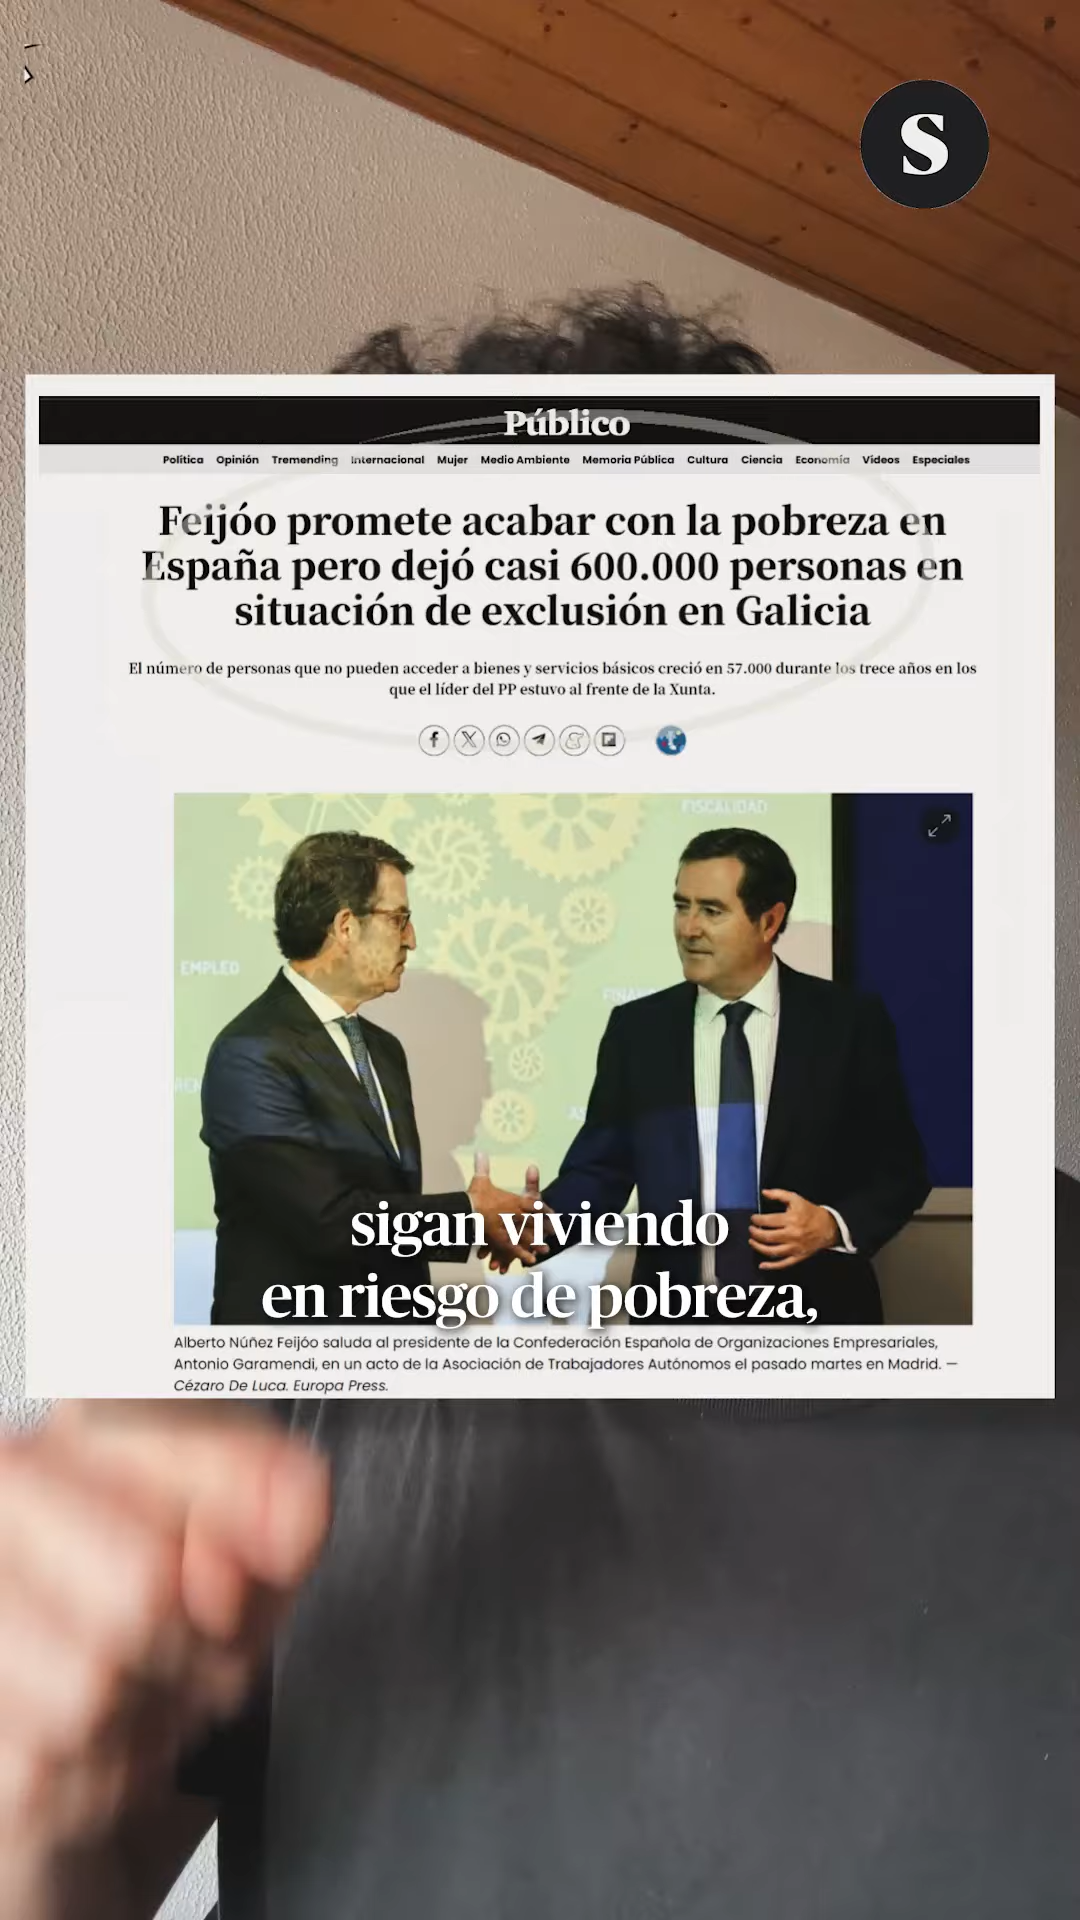 S
Público
Política Opinión Tremending Internacional Mujer Medio Ambiente Memoria Pública Cultura Ciencia Economía Vídeos Especiales
Feijóo promete acabar con la pobreza en
España pero dejó casi 600.000 personas en
situación de exclusión en Galicia
El número de personas que no pueden acceder a bienes y servicios básicos creció en 57.000 durante los trece años en los
que el líder del PP estuvo al frente de la Xunta.
FISCALIDAD
EMPLEO
sigan viviendo
en riesgo de pobreza,
Alberto Núñez Feijóo saluda al presidente de la Confederación Española de Organizaciones Empresariales,
Antonio Garamendi, en un acto de la Asociación de Trabajadores Autónomos el pasado martes en Madrid. —
Cézaro De Luca. Europa Press.